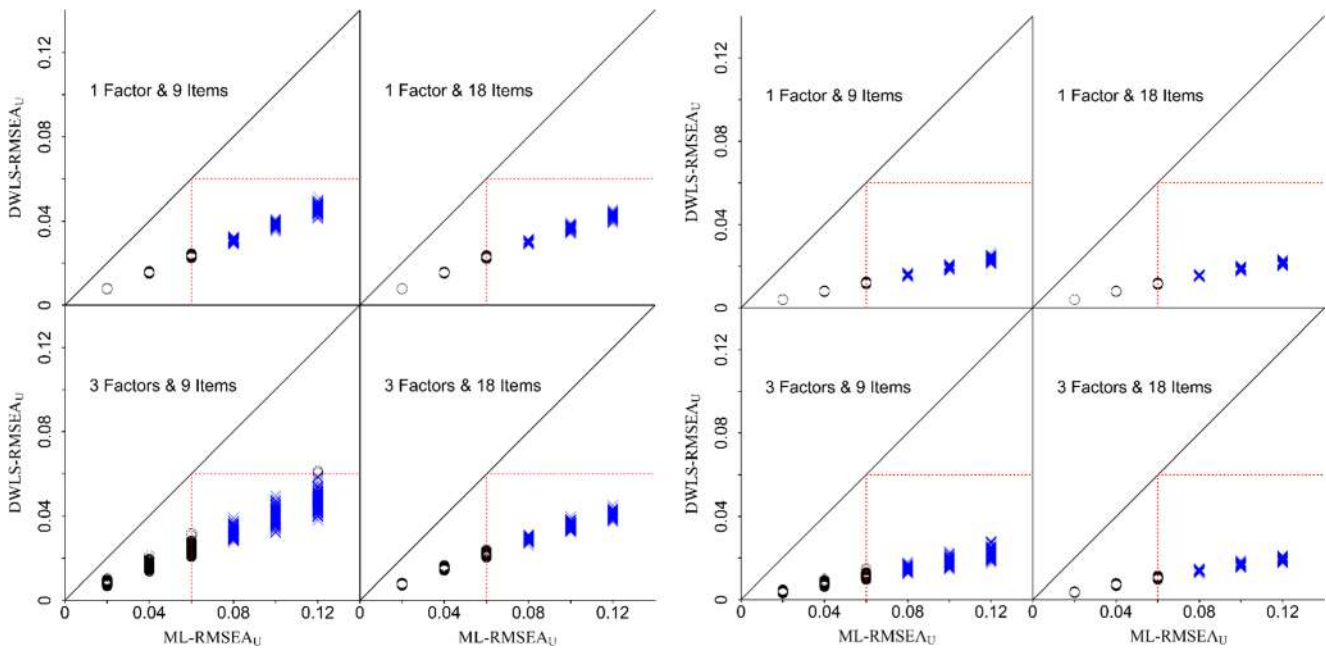 0.12
0.08
0.04
0
DWLS-RMSEAU
1 Factor & 9 Items
1 Factor & 18 Items
0.12
0.08
0.04
0
DWLS-RMSEAU
3 Factors & 9 Items
3 Factors & 18 Items
0 0.04 0.08 0.12 0 0.04 0.08 0.12
ML-RMSEAU ML-RMSEAU
0.12
0.08
0.04
0
DWLS-RMSEAU
1 Factor & 9 Items
1 Factor & 18 Items
0.12
0.08
0.04
0
DWLS-RMSEAU
3 Factors & 9 Items
3 Factors & 18 Items
0 0.04 0.08 0.12 0 0.04 0.08 0.12
ML-RMSEAU ML-RMSEAU